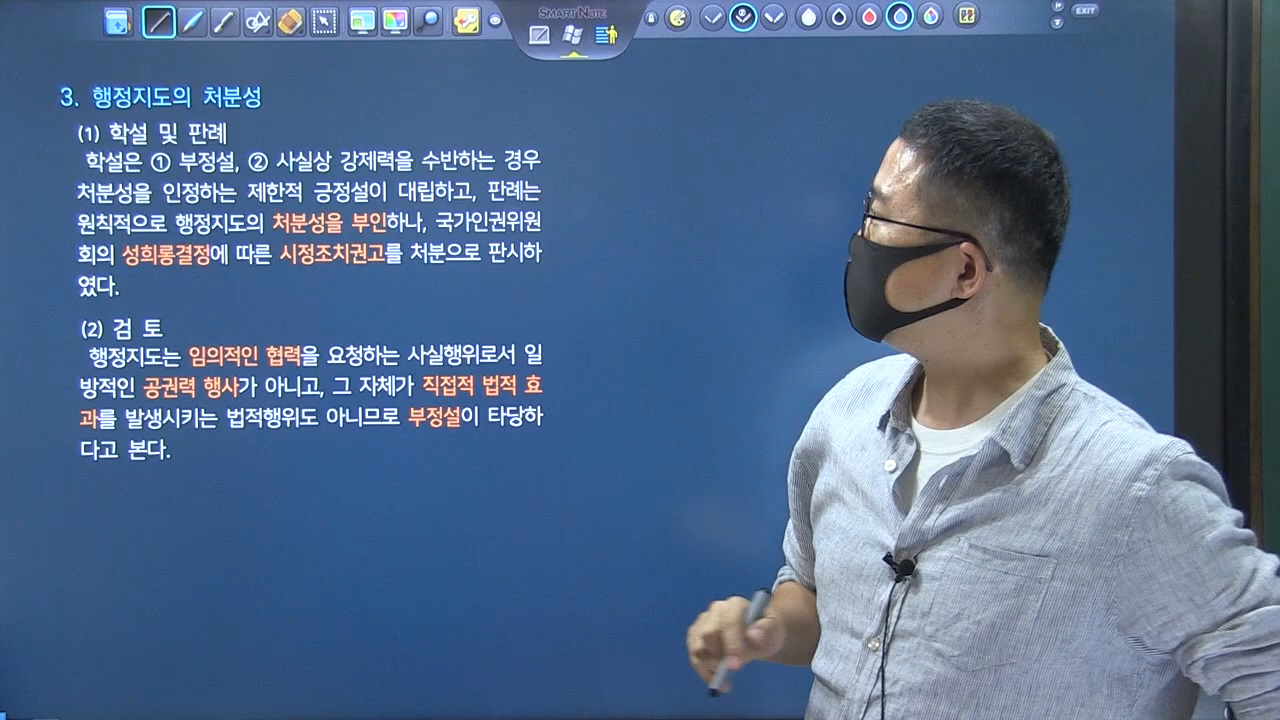 SMARTNOTE
EXIT
3. 행정지도의 처분성
(1) 학설 및 판례
학설은 ① 부정설, ② 사실상 강제력을 수반하는 경우
처분성을 인정하는 제한적 긍정설이 대립하고, 판례는
원칙적으로 행정지도의 처분성을 부인하나, 국가인권위원
회의 성희롱결정에 따른 시정조치권고를 처분으로 판시하
였다.
(2) 검 토
행정지도는 임의적인 협력을 요청하는 사실행위로서 일
방적인 공권력 행사가 아니고, 그 자체가 직접적 법적 효
과를 발생시키는 법적행위도 아니므로 부정설이 타당하
다고 본다.